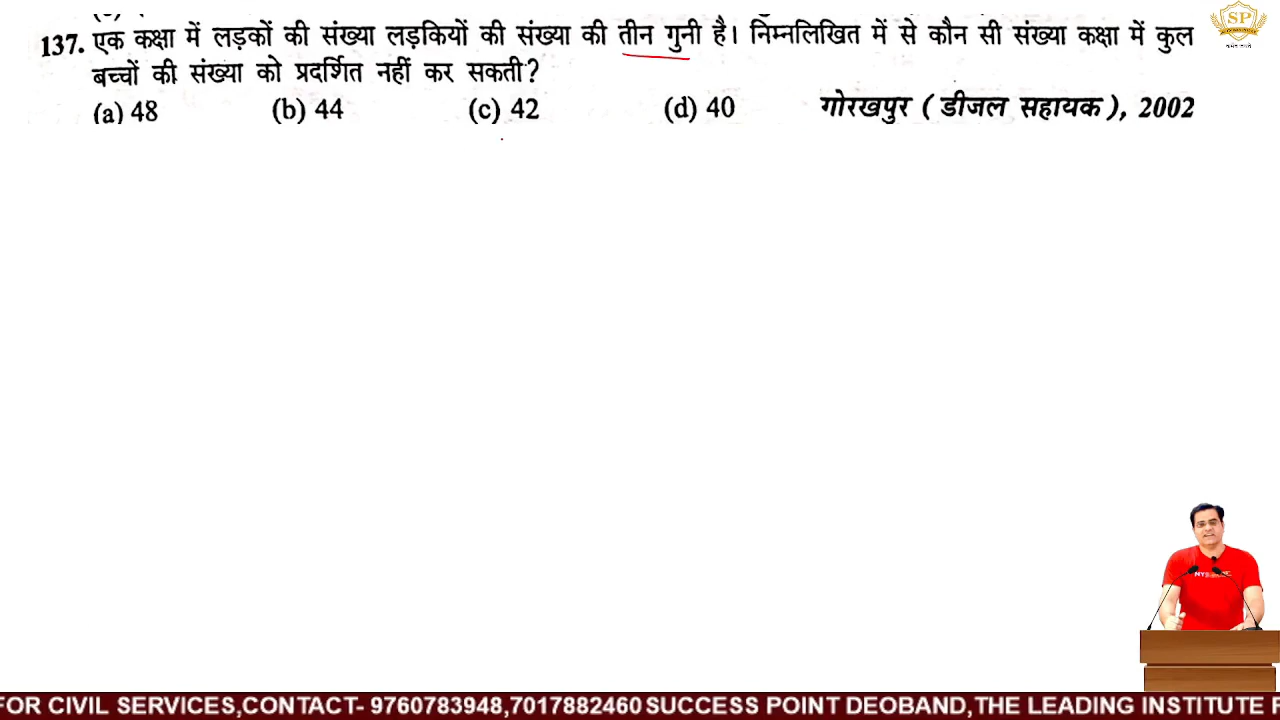 137. एक कक्षा में लड़कों की संख्या लड़कियों की संख्या की तीन गुनी है। निम्नलिखित में से कौन सी संख्या कक्षा में कुल
बच्चों की संख्या को प्रदर्शित नहीं कर सकती?
(a) 48 (b) 44 (c) 42 (d) 40 गोरखपुर ( डीजल सहायक ), 2002
SP
FOR CIVIL SERVICES,CONTACT- 9760783948,7017882460 SUCCESS POINT DEOBAND,THE LEADING INSTITUTE